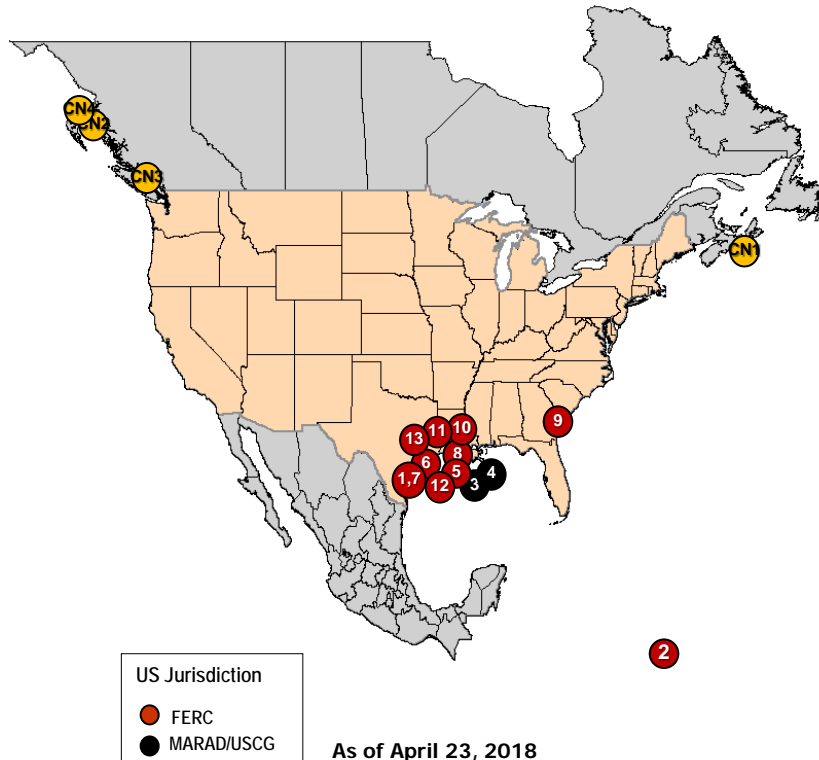 CN4
CN2
CN3
CN1
9
10
11
13
8
6
5
4
1,7
12
3
2
US Jurisdiction
FERC
MARAD/USCG
As of April 23, 2018